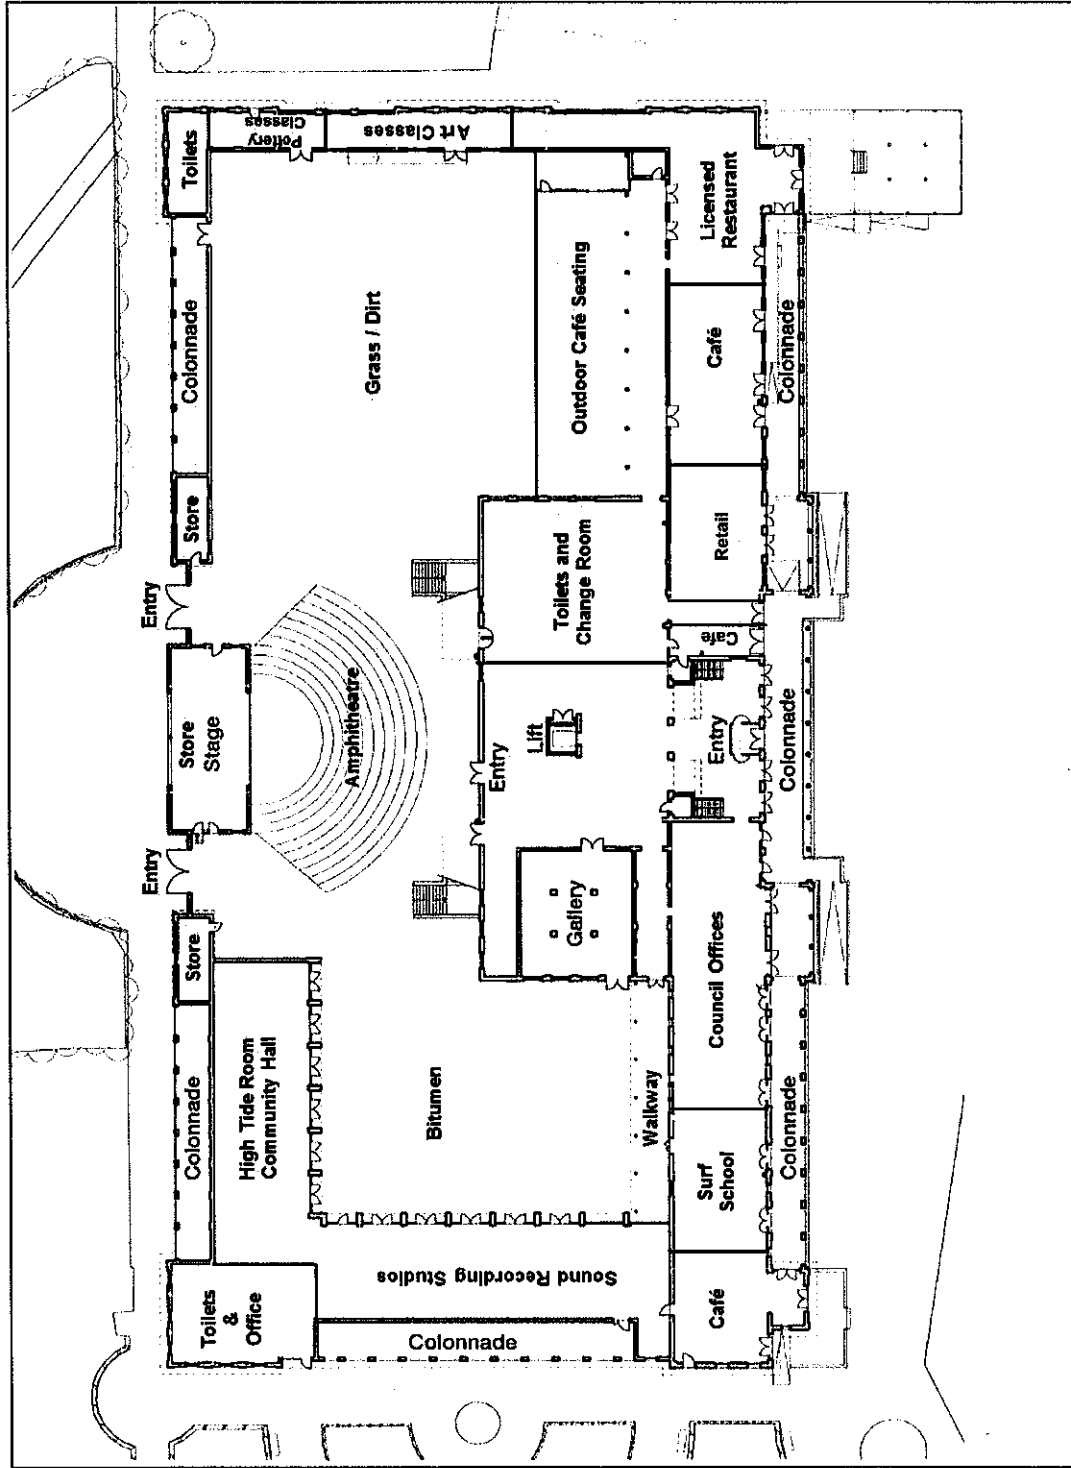 Toilets
&
Office
Colonnade
Store
Entry
Store
Stage
Entry
Store
Colonnade
Toilets
Pottery
Classes
Art Classes
High Tide Room
Community Hall
Amphitheatre
Grass / Dirt
Sound Recording Studios
Bitumen
Entry
Lift
Gallery
Toilets and
Change Room
Outdoor Café Seating
Colonnade
Walkway
Café
Surf
School
Council Offices
Entry
Café
Retail
Café
Licensed
Restaurant
Colonnade
Colonnade
Colonnade